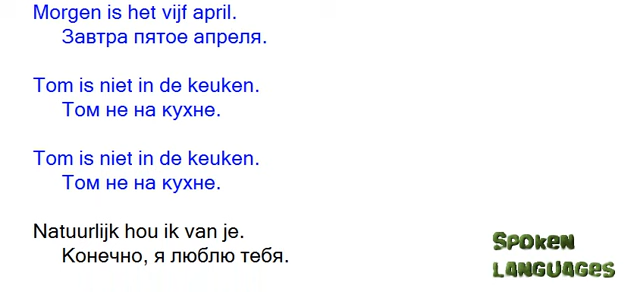 Morgen is het vijf april.
Завтра пятое апреля.
Tom is niet in de keuken.
Том не на кухне.
Tom is niet in de keuken.
Том не на кухне.
Natuurlijk hou ik van je.
Конечно, я люблю тебя.
Spoken
Languages